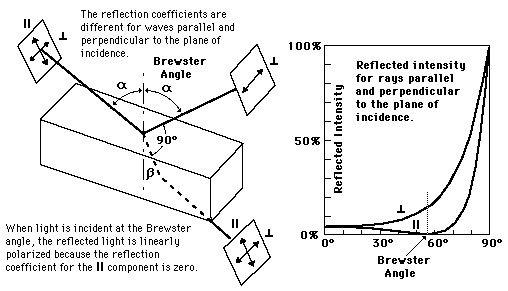 The reflection coefficients are
different for waves parallel and
perpendicular to the plane of
incidence.
II
⊥
Brewster
Angle
α
α
90°
β
II
⊥
When light is incident at the Brewster
angle, the reflected light is linearly
polarized because the reflection
coefficient for the II component is zero.
100%
50%
0%
Reflected Intensity
Reflected intensity
for rays parallel
and perpendicular
to the plane of
incidence.
⊥
II
0°
30°
60°
90°
Brewster
Angle